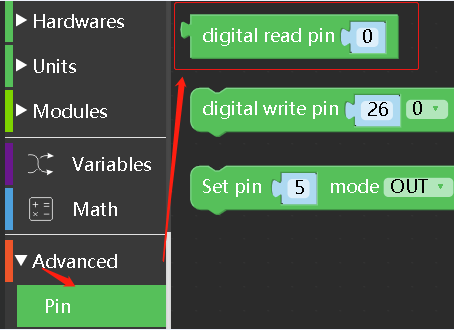 Hardwares
Units
Modules
Variables
Math
Advanced
Pin
digital read pin 0
digital write pin 26 0
Set pin 5 mode OUT